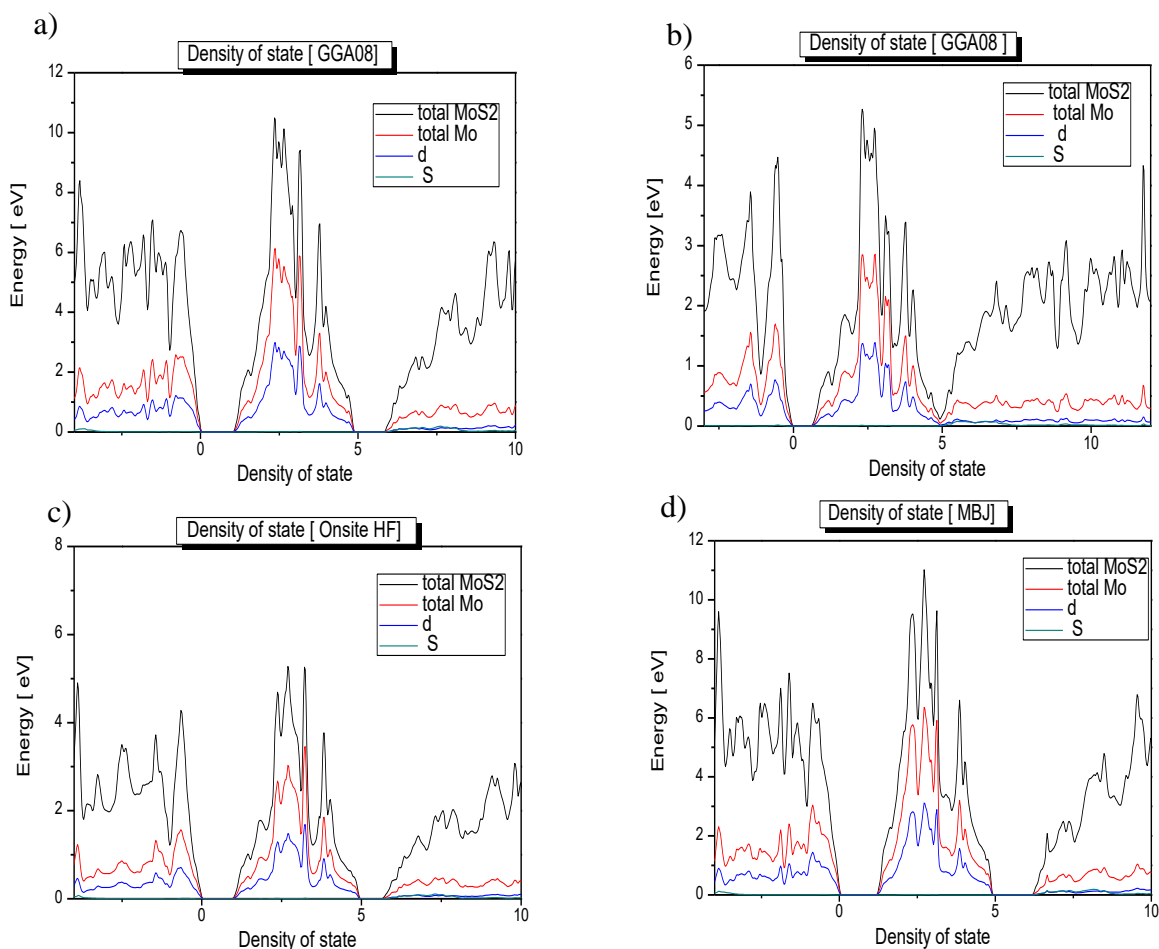 a)
Density of state [ GGA08]
12
10
8
6
4
2
0
Energy [ eV]
total MoS2
total Mo
d
S
0
5
10
Density of state
b)
Density of state [ GGA08 ]
6
5
4
3
2
1
0
Energy [eV]
total MoS2
total Mo
d
S
0
5
10
Density of state
c)
Density of state [ Onsite HF]
8
6
4
2
0
Energy [ eV]
total MoS2
total Mo
d
S
0
5
10
Density of state
d)
Density of state [ MBJ]
12
10
8
6
4
2
0
Energy [ eV]
total MoS2
total Mo
d
S
0
5
10
Density of state